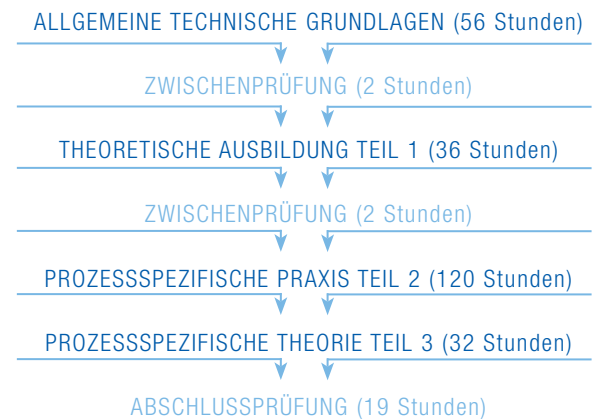 ALLGEMEINE TECHNISCHE GRUNDLAGEN (56 Stunden)
ZWISCHENPRÜFUNG (2 Stunden)
THEORETISCHE AUSBILDUNG TEIL 1 (36 Stunden)
ZWISCHENPRÜFUNG (2 Stunden)
PROZESSSPEZIFISCHE PRAXIS TEIL 2 (120 Stunden)
PROZESSSPEZIFISCHE THEORIE TEIL 3 (32 Stunden)
ABSCHLUSSPRÜFUNG (19 Stunden)